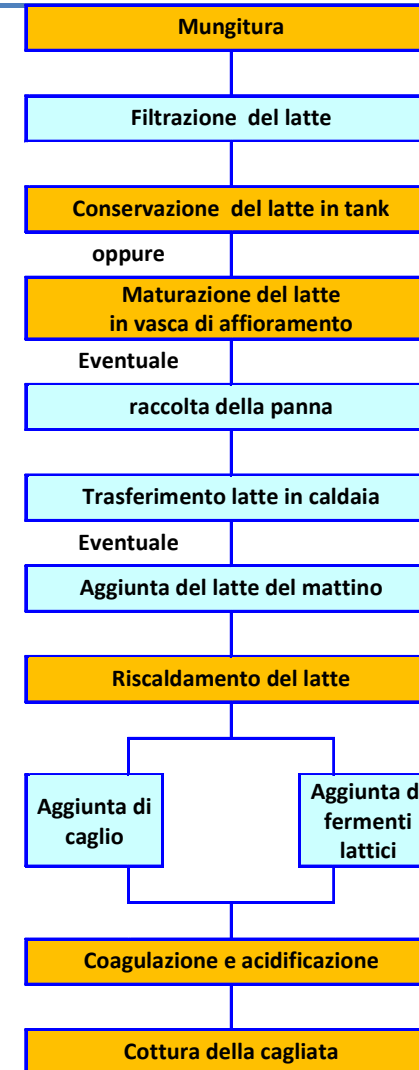 Mungitura
Filtrazione del latte
Conservazione del latte in tank
oppure
Maturazione del latte
in vasca di affioramento
Eventuale
raccolta della panna
Trasferimento latte in caldaia
Eventuale
Aggiunta del latte del mattino
Riscaldamento del latte
Aggiunta di
caglio
Aggiunta d
fermenti
lattici
Coagulazione e acidificazione
Cottura della cagliata